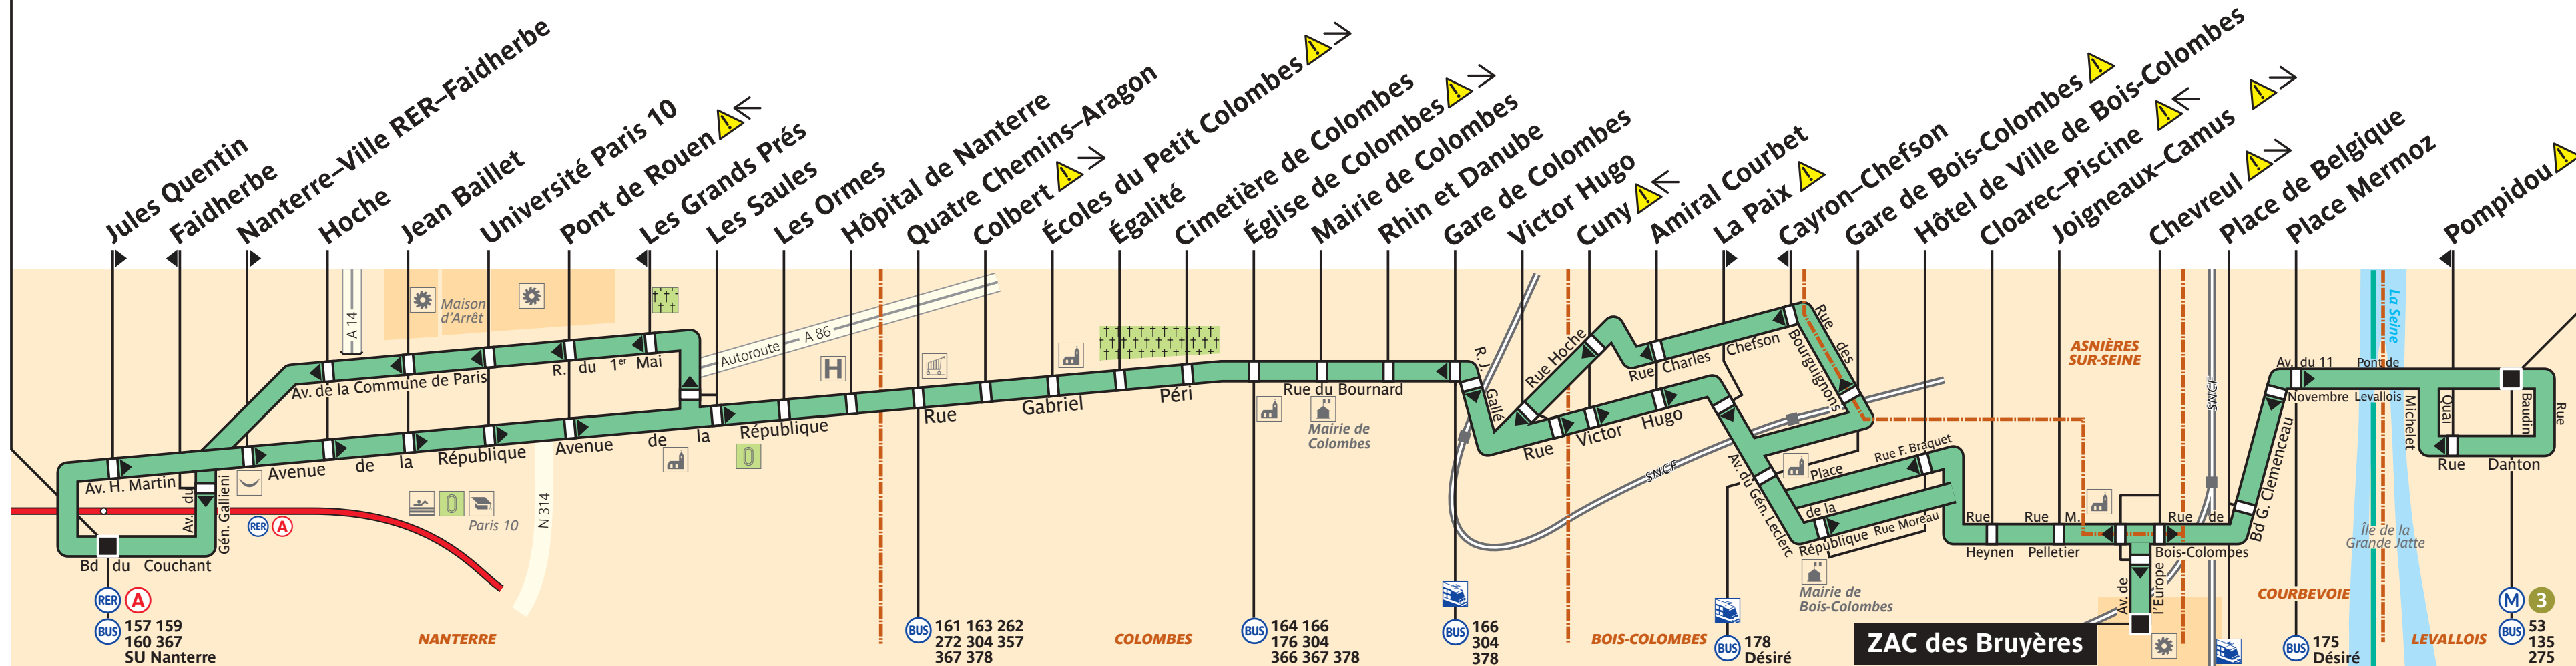 Jules Quentin
Faidherbe
Nanterre–Ville RER–Faidherbe
Hoche
Jean Baillet
Université Paris 10
Pont de Rouen
Les Grands Prés
Les Saules
Les Ormes
Hôpital de Nanterre
Quatre Chemins–Aragon
Colbert
Écoles du Petit Colombes
Égalité
Cimetière de Colombes
Église de Colombes
Mairie de Colombes
Rhin et Danube
Gare de Colombes
Victor Hugo
Cuny
Amiral Courbet
La Paix
Cayron–Chefson
Gare de Bois-Colombes
Hôtel de Ville de Bois-Colombes
Cloarec–Piscine
Joigneaux–Camus
Chevreul
Place de Belgique
Place Mermoz
Pompidou
A 14
Maison
d'Arrêt
Autoroute A 86
Av. de la Commune de Paris
R. du 1er Mai
Av. H. Martin
Av. du
Gén. Gallieni
Avenue de la République
Avenue de la République
Bd du Couchant
RER A
Paris 10
N 314
H
Rue Gabriel Péri
Rue du Bournard
Mairie de
Colombes
R. J. Gallé
Rue Hoche
Rue Charles Chefson
Rue des
Bourguignons
Rue Victor Hugo
SNCF
Av. du Gén. Leclerc
Place
de la
République
Rue F. Braquet
Rue Moreau
Mairie de
Bois-Colombes
Rue
Heynen
Rue M.
Pelletier
Rue de
Bois-Colombes
Av. de
l'Europe
ASNIÈRES
SUR-SEINE
SNCF
Bd G. Clemenceau
Av. du 11
Novembre
Pont de
Levallois
La Seine
Île de la
Grande Jatte
Michelet
Quai
Baudin
Rue
Rue Danton
RER A
BUS 157 159
160 367
SU Nanterre
NANTERRE
BUS 161 163 262
272 304 357
367 378
COLOMBES
BUS 164 166
176 304
366 367 378
BUS 166
304
378
BOIS-COLOMBES
BUS 178
Désiré
ZAC des Bruyères
COURBEVOIE
BUS 175
Désiré
LEVALLOIS
M 3
BUS 53
135
275